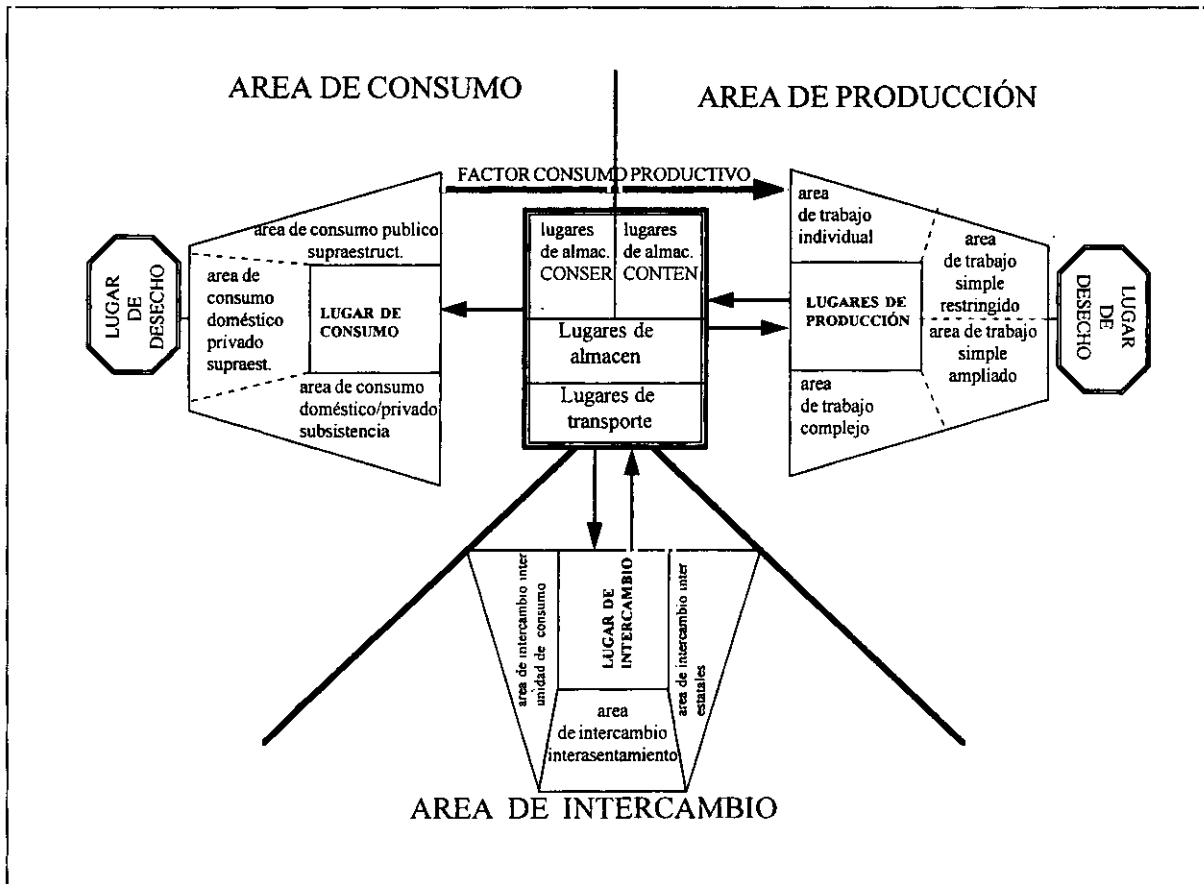 AREA DE CONSUMO
AREA DE PRODUCCIÓN
FACTOR CONSUMO PRODUCTIVO
LUGAR
DE
DESECHO
area de consumo publico
supraestruct.
area de
consumo
doméstico
privado
supraest.
LUGAR DE
CONSUMO
area de consumo
doméstico/privado
subsistencia
lugares
de almac.
CONSER
lugares
de almac.
CONTEN
Lugares de
almacen
Lugares de
transporte
area
de trabajo
individual
area
de trabajo
simple
restringido
LUGARES DE
PRODUCCIÓN
area de trabajo
simple
ampliado
area
de trabajo
complejo
LUGAR
DE
DESECHO
area de intercambio inter
unidad de consumo
LUGAR DE
INTERCAMBIO
area de intercambio inter
estatales
area
de intercambio
interasentamiento
AREA DE INTERCAMBIO